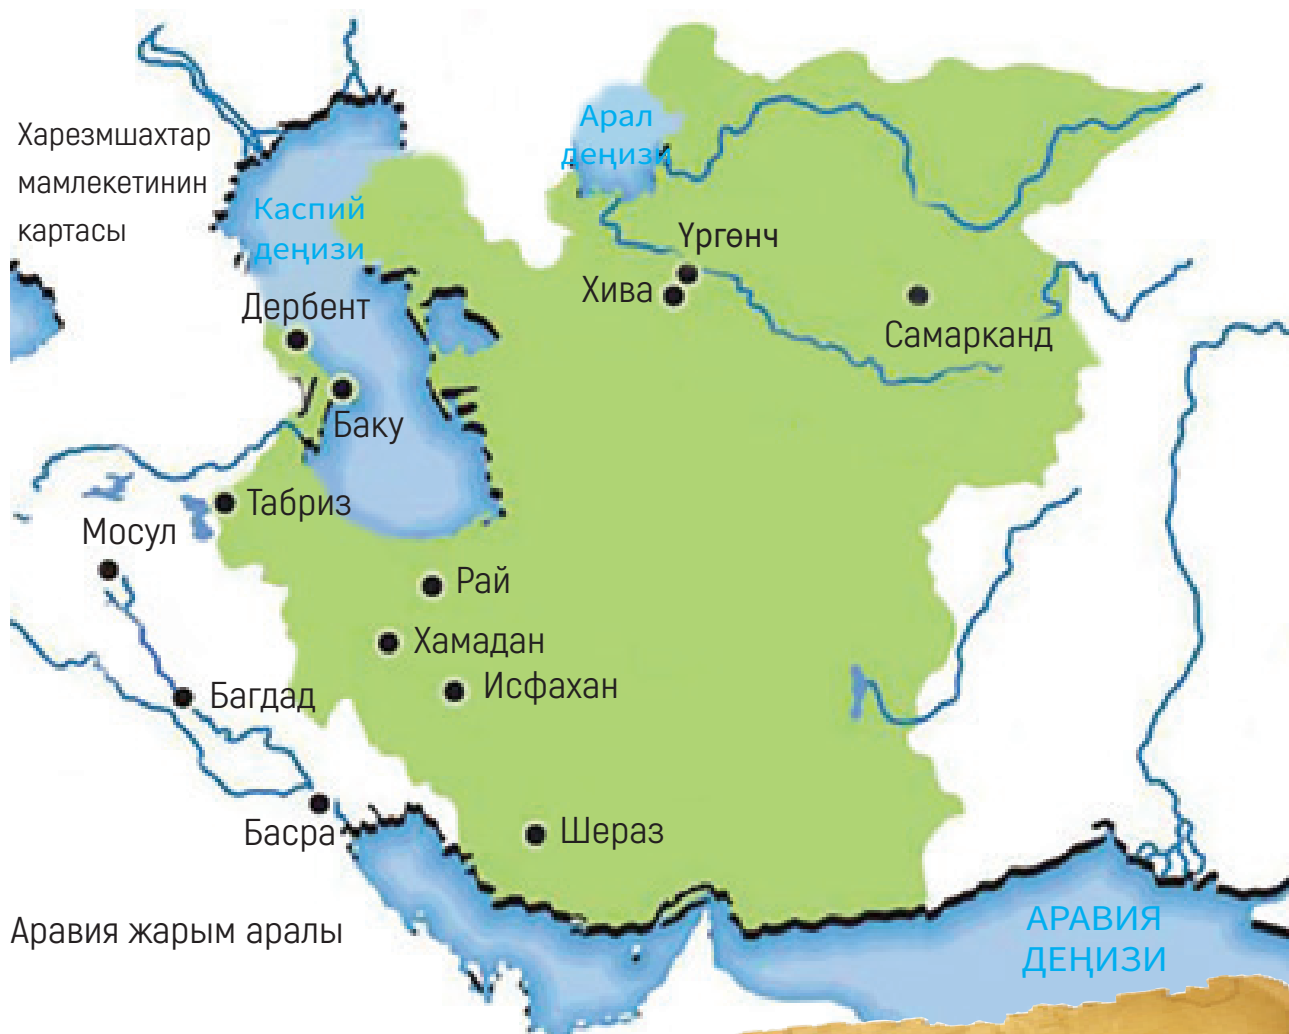 Харезмшахтар
мамлекетинин
картасы
Арал
деңизи
Каспий
деңизи
Үргөнч
Хива
Самарканд
Дербент
Баку
Табриз
Мосул
Рай
Хамадан
Исфахан
Багдад
Басра
Шераз
Аравия жарым аралы
АРАВИЯ
ДЕҢИЗИ